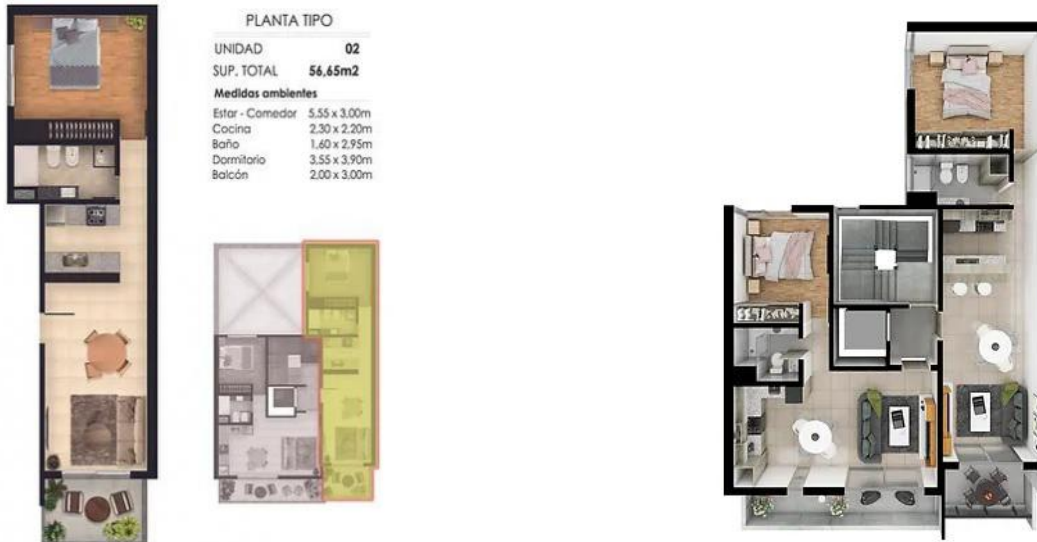 PLANTA TIPO
UNIDAD 02
SUP. TOTAL 56,65m2
Medidas ambientes
Estar - Comedor 5,55 x 3,00m
Cocina 2,30 x 2,20m
Baño 1,60 x 2,95m
Dormitorio 3,55 x 3,90m
Balcón 2,00 x 3,00m